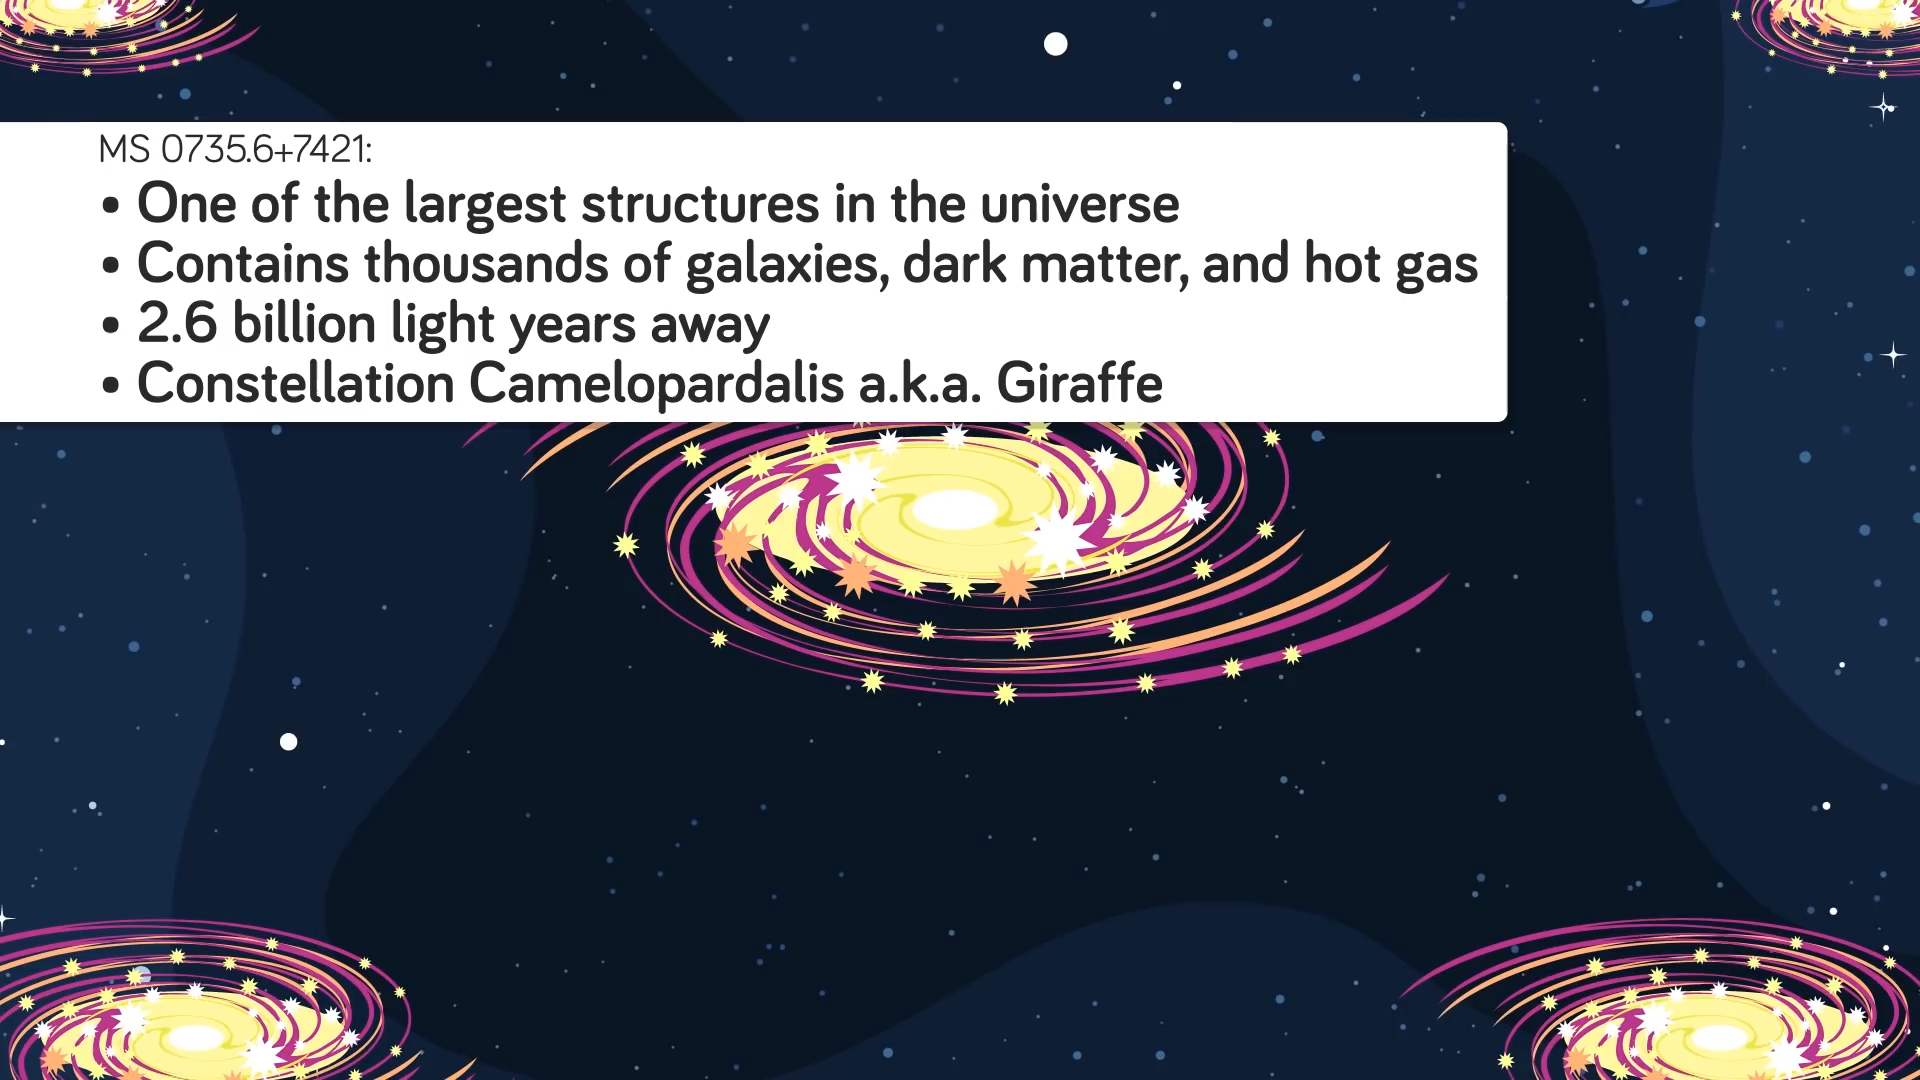 MS 0735.6+7421:
• One of the largest structures in the universe
• Contains thousands of galaxies, dark matter, and hot gas
• 2.6 billion light years away
• Constellation Camelopardalis a.k.a. Giraffe